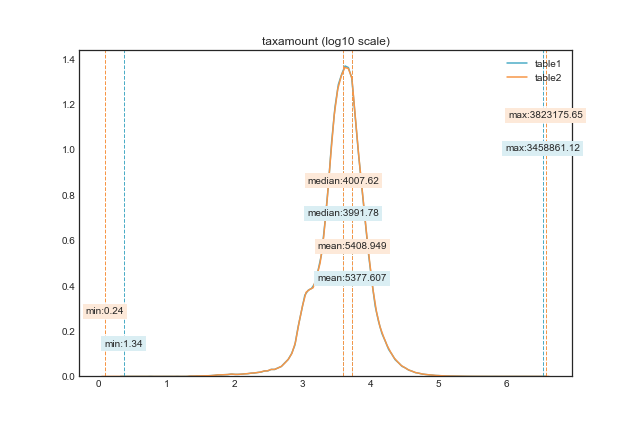 taxamount (log10 scale)
1.4
1.2
1.0
0.8
0.6
0.4
0.2
0.0
table1
table2
max:3823175.65
max:3458861.12
median:4007.62
median:3991.78
mean:5408.949
mean:5377.607
min:0.24
min:1.34
0 1 2 3 4 5 6